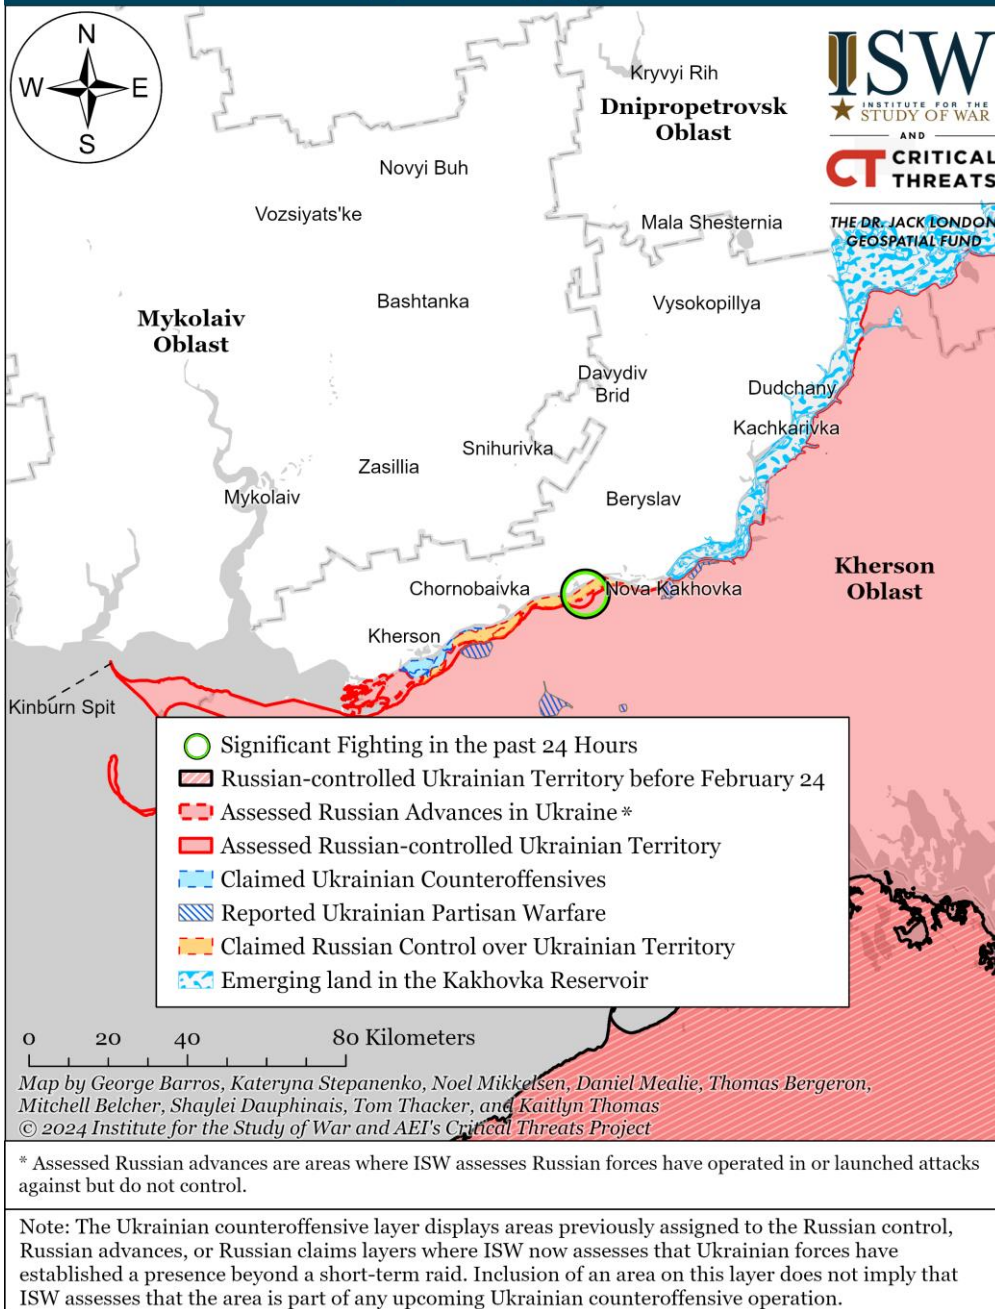 N
W
E
S
ISW
INSTITUTE FOR THE
STUDY OF WAR
AND
CT CRITICAL
THREATS
THE DR. JACK LONDON
GEOSPATIAL FUND
Kryvyi Rih
Dnipropetrovsk
Oblast
Novyi Buh
Vozsiyats'ke
Mala Shesternia
Bashtanka
Vysokopillya
Mykolaiv
Oblast
Davydiv
Brid
Dudchany
Kachkarivka
Snihurivka
Zasillia
Mykolaiv
Beryslav
Kherson
Oblast
Chornobaivka
Nova Kakhovka
Kherson
Kinburn Spit
Significant Fighting in the past 24 Hours
Russian-controlled Ukrainian Territory before February 24
Assessed Russian Advances in Ukraine *
Assessed Russian-controlled Ukrainian Territory
Claimed Ukrainian Counteroffensives
Reported Ukrainian Partisan Warfare
Claimed Russian Control over Ukrainian Territory
Emerging land in the Kakhovka Reservoir
0 20 40 80 Kilometers
Map by George Barros, Kateryna Stepanenko, Noel Mikkelsen, Daniel Mealie, Thomas Bergeron,
Mitchell Belcher, Shaylei Dauphinais, Tom Thacker, and Kaitlyn Thomas
© 2024 Institute for the Study of War and AEI's Critical Threats Project
* Assessed Russian advances are areas where ISW assesses Russian forces have operated in or launched attacks
against but do not control.
Note: The Ukrainian counteroffensive layer displays areas previously assigned to the Russian control,
Russian advances, or Russian claims layers where ISW now assesses that Ukrainian forces have
established a presence beyond a short-term raid. Inclusion of an area on this layer does not imply that
ISW assesses that the area is part of any upcoming Ukrainian counteroffensive operation.